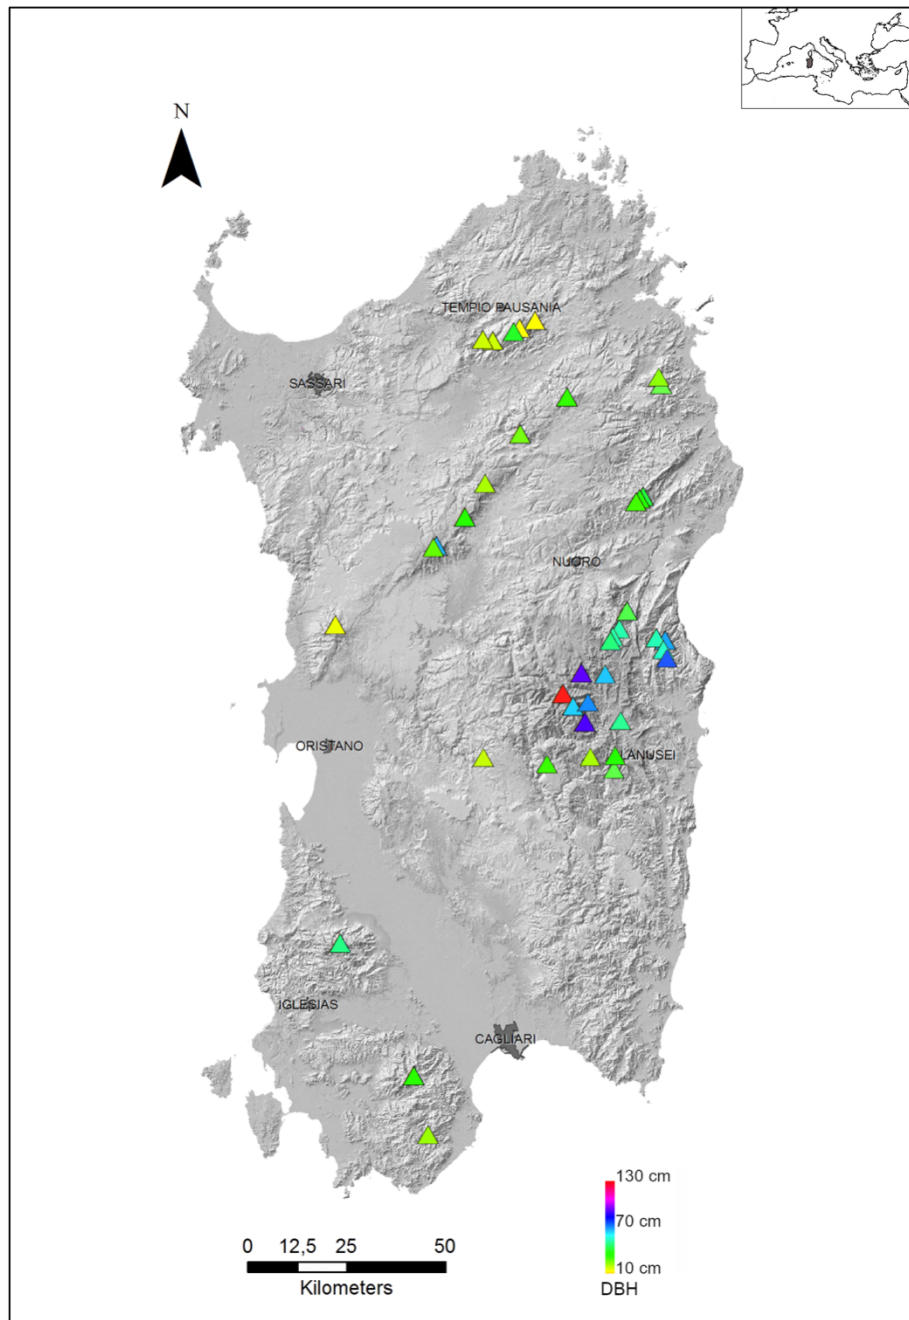 N
TEMPIO PAUSANIA
SASSARI
NUORO
ORISTANO
LANUSEI
IGLESIAS
CAGLIARI
130 cm
70 cm
10 cm
DBH
0 12,5 25 50
Kilometers